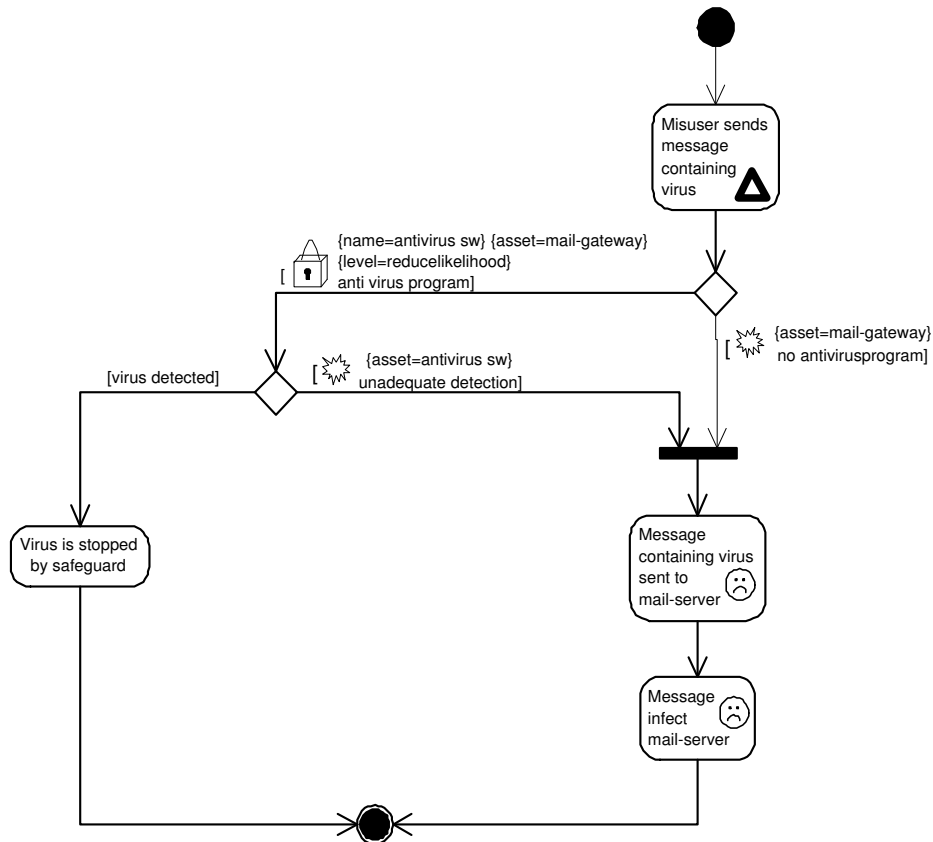 Misuser sends
message
containing
virus
{name=antivirus sw} {asset=mail-gateway}
{level=reducelikelihood}
[ anti virus program]
[ {asset=mail-gateway}
no antivirusprogram]
[virus detected]
[ {asset=antivirus sw}
unadequate detection]
Virus is stopped
by safeguard
Message
containing virus
sent to
mail-server
Message
infect
mail-server